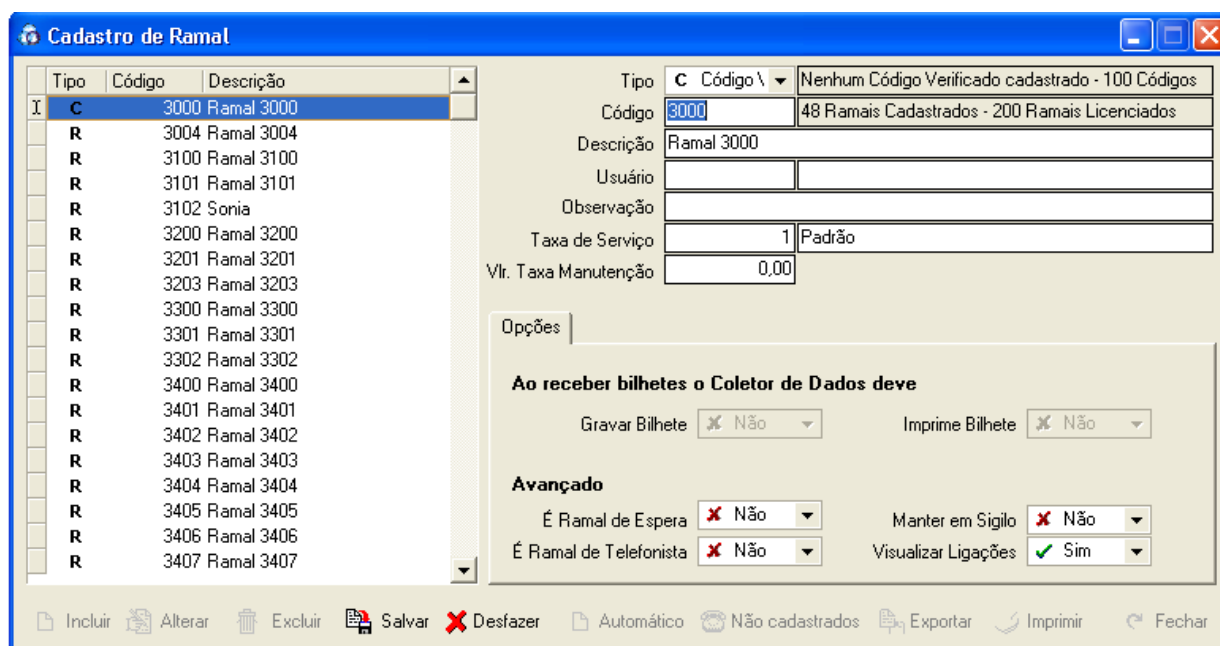 Cadastro de Ramal
Tipo Código Descrição
C 3000 Ramal 3000
R 3004 Ramal 3004
R 3100 Ramal 3100
R 3101 Ramal 3101
R 3102 Sonia
R 3200 Ramal 3200
R 3201 Ramal 3201
R 3203 Ramal 3203
R 3300 Ramal 3300
R 3301 Ramal 3301
R 3302 Ramal 3302
R 3400 Ramal 3400
R 3401 Ramal 3401
R 3402 Ramal 3402
R 3403 Ramal 3403
R 3404 Ramal 3404
R 3405 Ramal 3405
R 3406 Ramal 3406
R 3407 Ramal 3407
Tipo C Código \ Nenhum Código Verificado cadastrado - 100 Códigos
Código 3000 48 Ramais Cadastrados - 200 Ramais Licenciados
Descrição Ramal 3000
Usuário
Observação
Taxa de Serviço 1 Padrão
Vlr. Taxa Manutenção 0,00
Opções
Ao receber bilhetes o Coletor de Dados deve
Gravar Bilhete Não Imprime Bilhete Não
Avançado
É Ramal de Espera Não Manter em Sigilo Não
É Ramal de Telefonista Não Visualizar Ligações Sim
Incluir Alterar Excluir Salvar Desfazer Automático Não cadastrados Exportar Imprimir Fechar